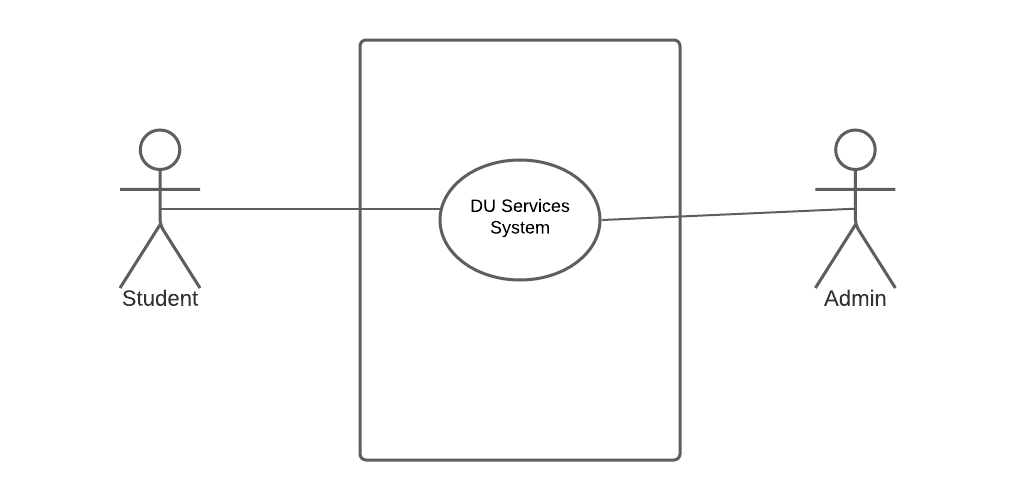 DU Services
System
Student
Admin